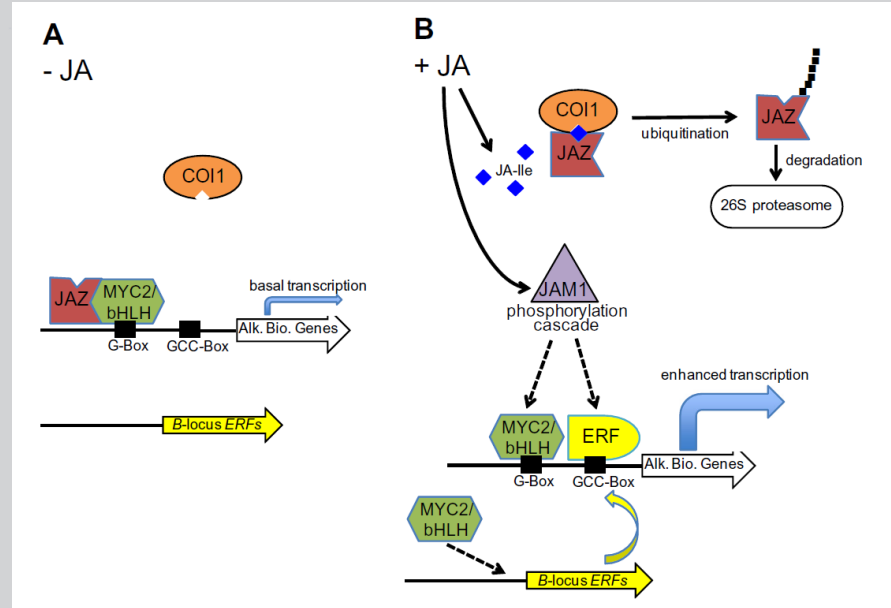 A
- JA
COI1
JAZ
MYC2/
bHLH
basal transcription
Alk. Bio. Genes
G-Box
GCC-Box
B-locus ERFs
B
+ JA
COI1
JAZ
JA-Ile
ubiquitination
JAZ
degradation
26S proteasome
JAM1
phosphorylation
cascade
enhanced transcription
MYC2/
bHLH
ERF
Alk. Bio. Genes
G-Box
GCC-Box
MYC2/
bHLH
B-locus ERFs